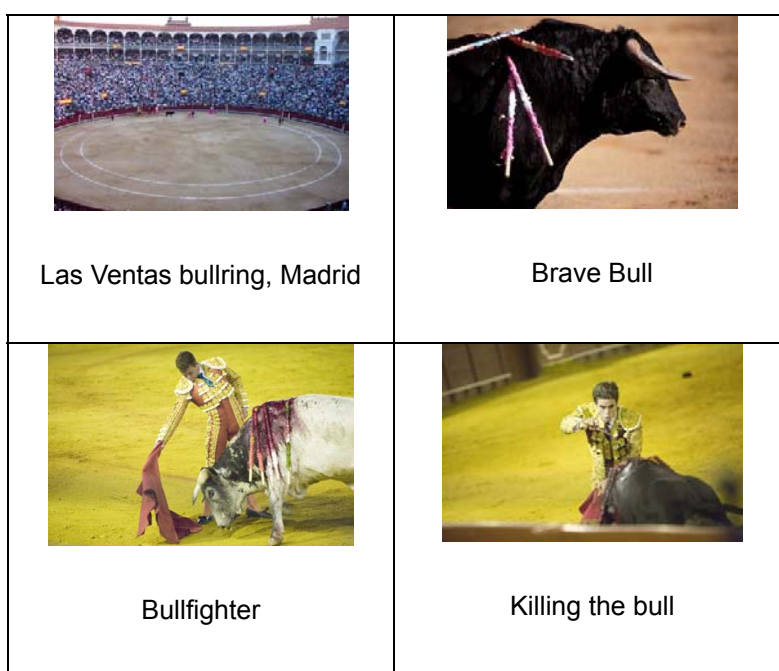 Las Ventas bullring, Madrid
Brave Bull
Bullfighter
Killing the bull